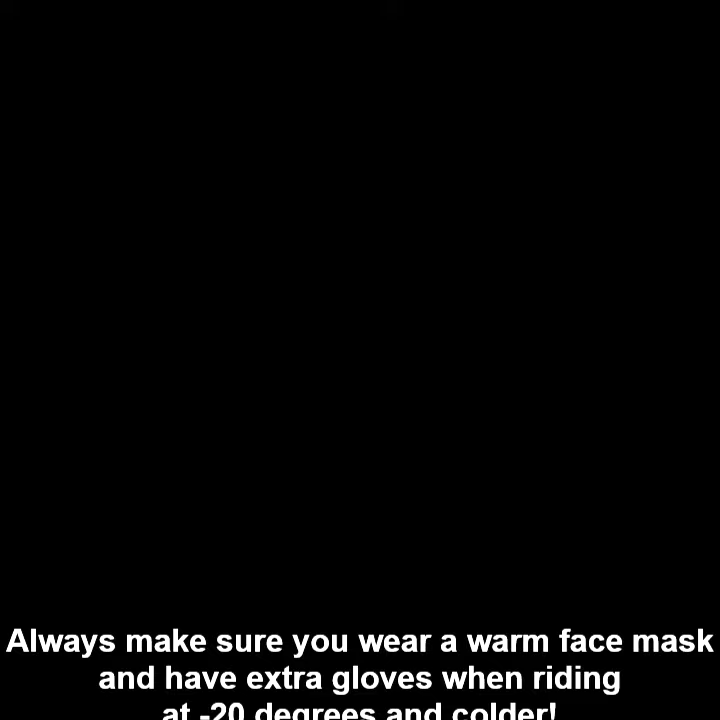 Always make sure you wear a warm face mask
and have extra gloves when riding
at -20 degrees and colder!